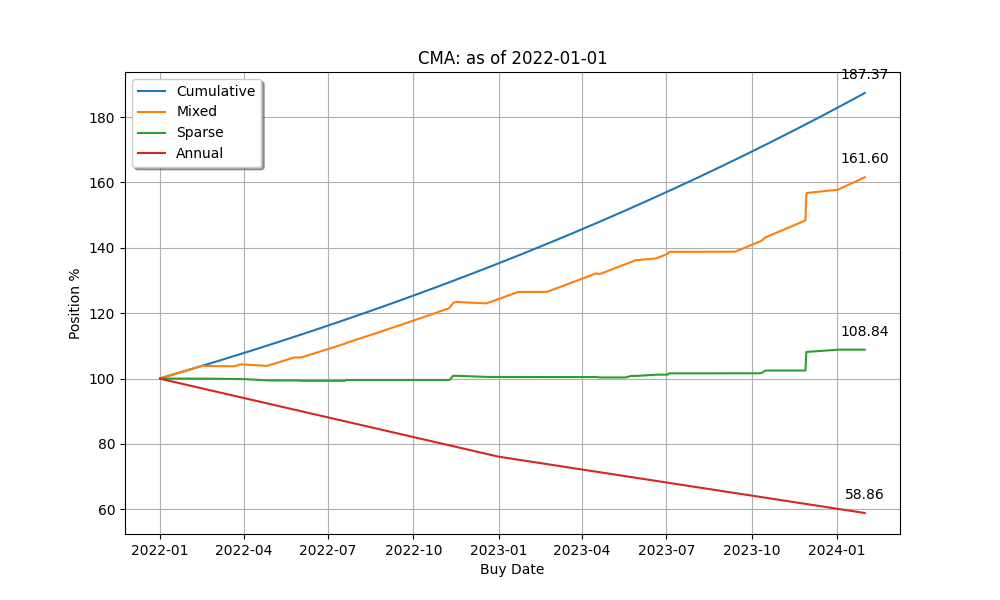 CMA: as of 2022-01-01
Cumulative
Mixed
Sparse
Annual
187.37
161.60
108.84
58.86
Position %
180
160
140
120
100
80
60
2022-01 2022-04 2022-07 2022-10 2023-01 2023-04 2023-07 2023-10 2024-01
Buy Date